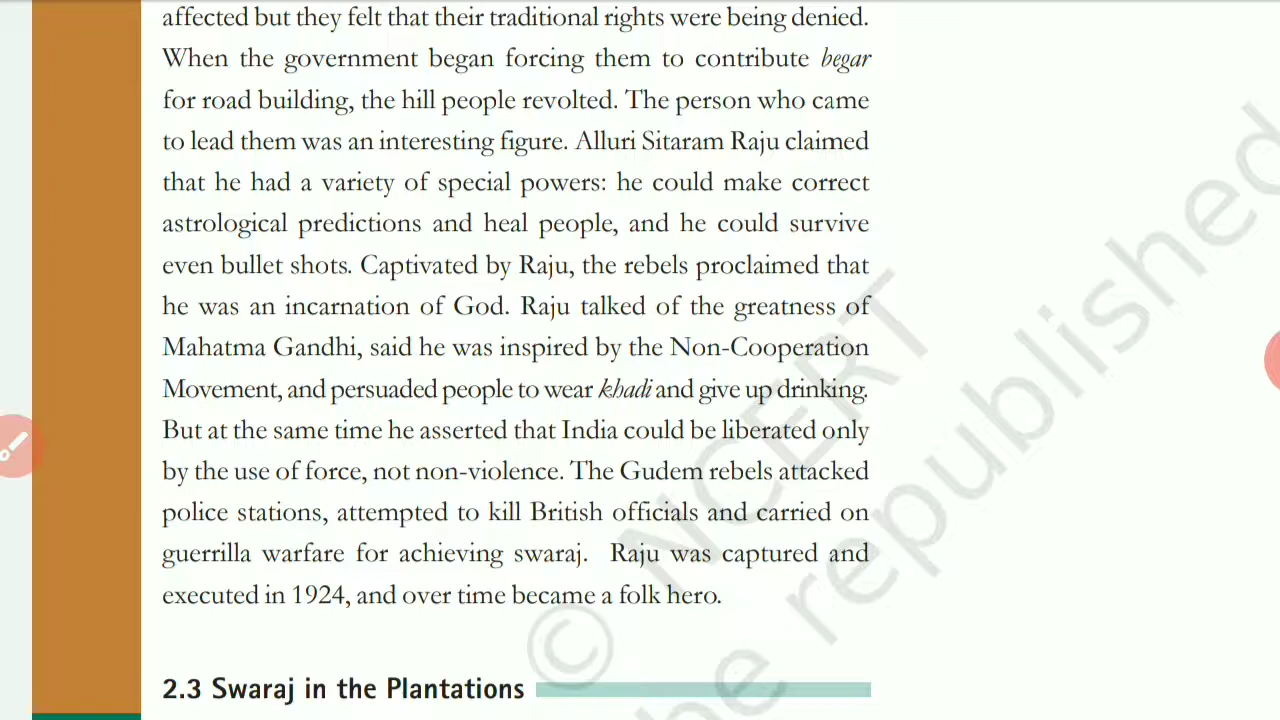 affected but they felt that their traditional rights were being denied.
When the government began forcing them to contribute begar
for road building, the hill people revolted. The person who came
to lead them was an interesting figure. Alluri Sitaram Raju claimed
that he had a variety of special powers: he could make correct
astrological predictions and heal people, and he could survive
even bullet shots. Captivated by Raju, the rebels proclaimed that
he was an incarnation of God. Raju talked of the greatness of
Mahatma Gandhi, said he was inspired by the Non-Cooperation
Movement, and persuaded people to wear khadi and give up drinking.
But at the same time he asserted that India could be liberated only
by the use of force, not non-violence. The Gudem rebels attacked
police stations, attempted to kill British officials and carried on
guerrilla warfare for achieving swaraj. Raju was captured and
executed in 1924, and over time became a folk hero.
2.3 Swaraj in the Plantations
© NCERT
be republished